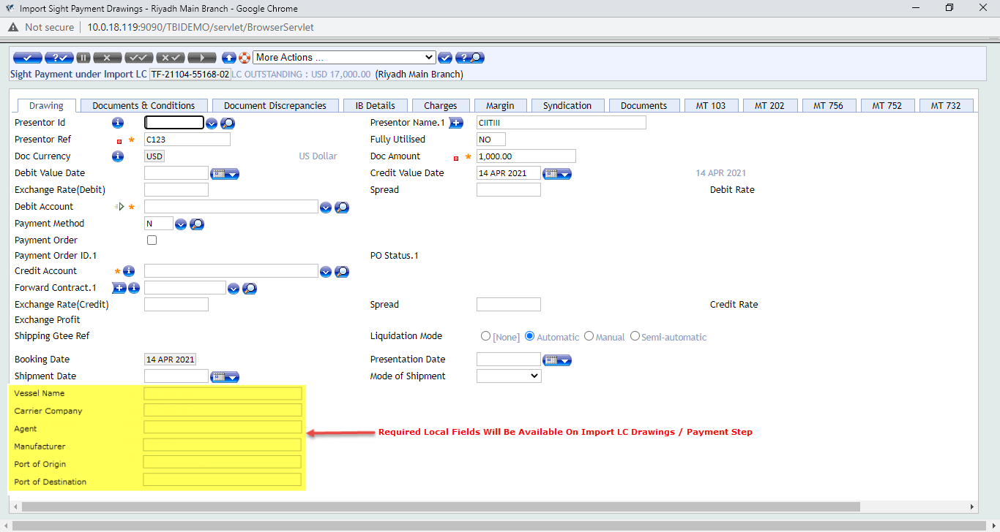 Import Sight Payment Drawings - Riyadh Main Branch - Google Chrome
Not secure 10.0.18.119:9090/TBIDEMO/servlet/BrowserServlet
More Actions ...
Sight Payment under Import LC TF-21104-55168-02 LC OUTSTANDING : USD 17,000.00 (Riyadh Main Branch)
Drawing Documents & Conditions Document Discrepancies IB Details Charges Margin Syndication Documents MT 103 MT 202 MT 756 MT 752 MT 732
Presentor Id Presentor Name.1 CIITIII
Presentor Ref C123 Fully Utilised NO
Doc Currency USD US Dollar Doc Amount 1,000.00
Debit Value Date Credit Value Date 14 APR 2021 14 APR 2021
Exchange Rate(Debit) Spread Debit Rate
Debit Account
Payment Method N
Payment Order
Payment Order ID.1 PO Status.1
Credit Account
Forward Contract.1
Exchange Rate(Credit) Spread Credit Rate
Exchange Profit
Shipping Gtee Ref Liquidation Mode [None] Automatic Manual Semi-automatic
Booking Date 14 APR 2021 Presentation Date
Shipment Date Mode of Shipment
Vessel Name
Carrier Company
Agent
Required Local Fields Will Be Available On Import LC Drawings / Payment Step
Manufacturer
Port of Origin
Port of Destination